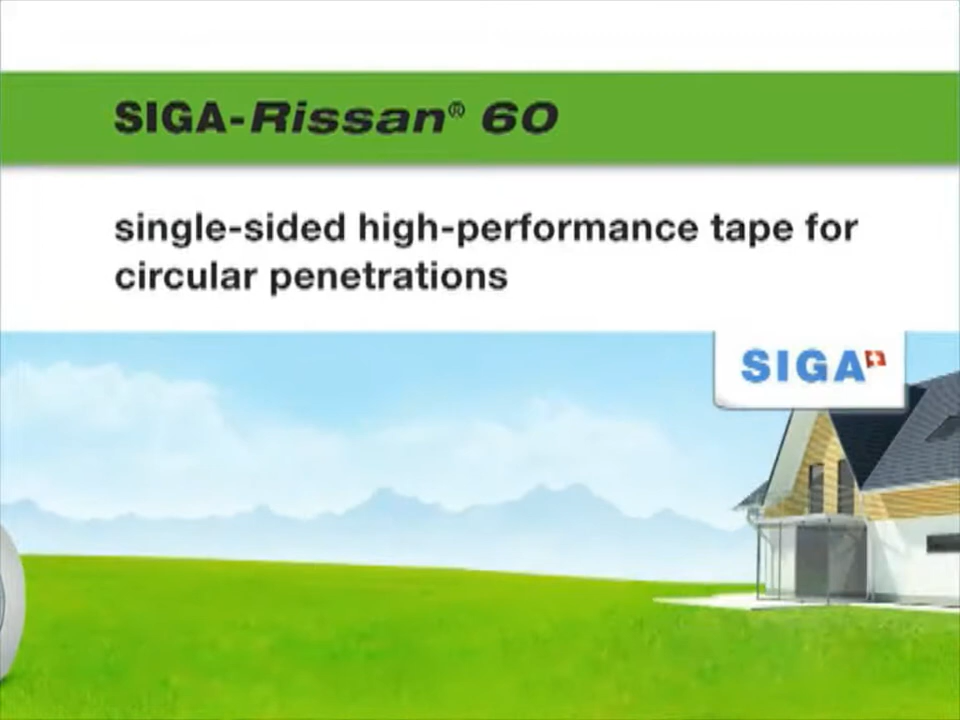 SIGA-Rissan® 60
single-sided high-performance tape for
circular penetrations
SIGA